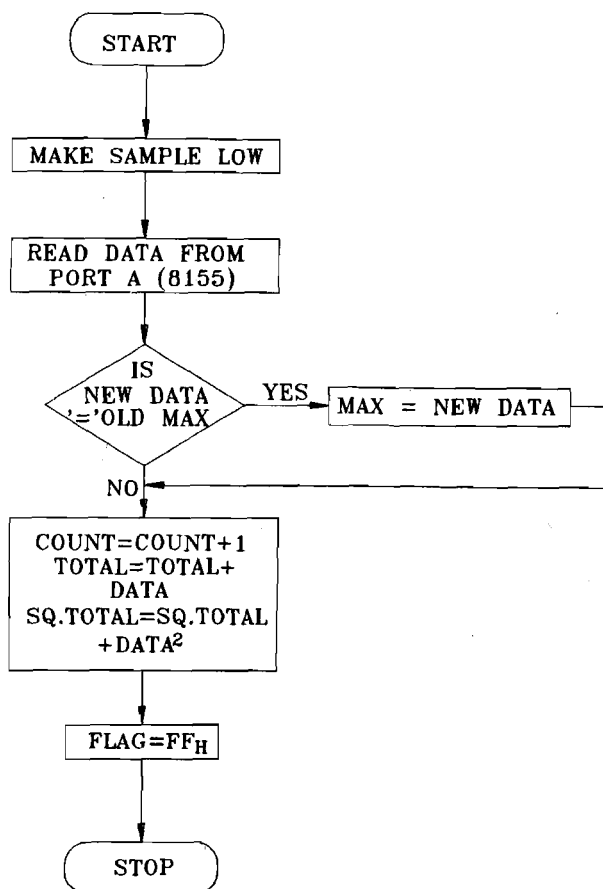 START
MAKE SAMPLE LOW
READ DATA FROM
PORT A (8155)
IS
NEW DATA
'='OLD MAX
YES
MAX = NEW DATA
NO
COUNT=COUNT+1
TOTAL=TOTAL+
DATA
SQ.TOTAL=SQ.TOTAL
+DATA²
FLAG=FFH
STOP